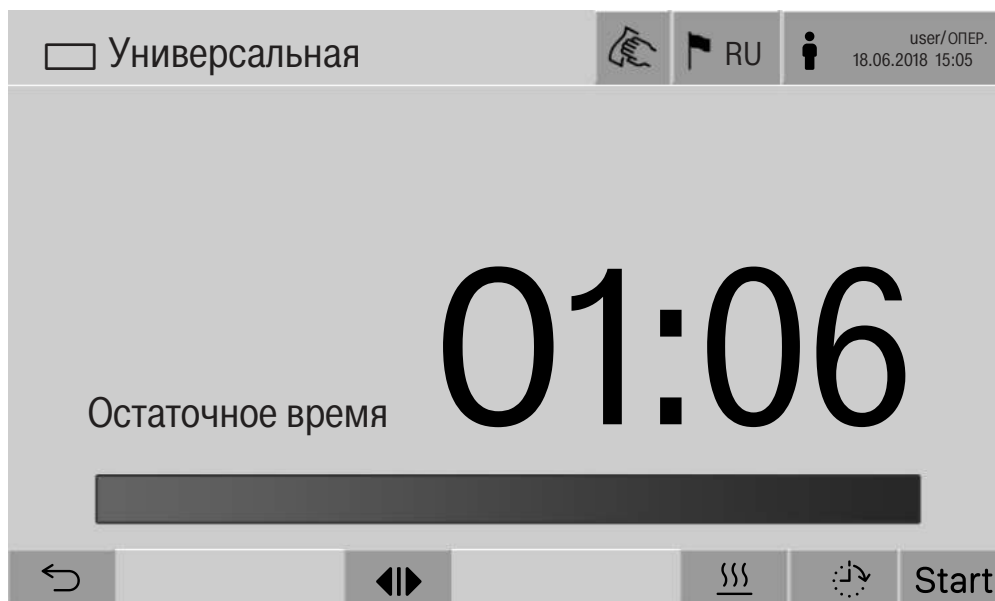 Универсальная
RU
user/ОПЕР.
18.06.2018 15:05
Остаточное время
01:06
Start